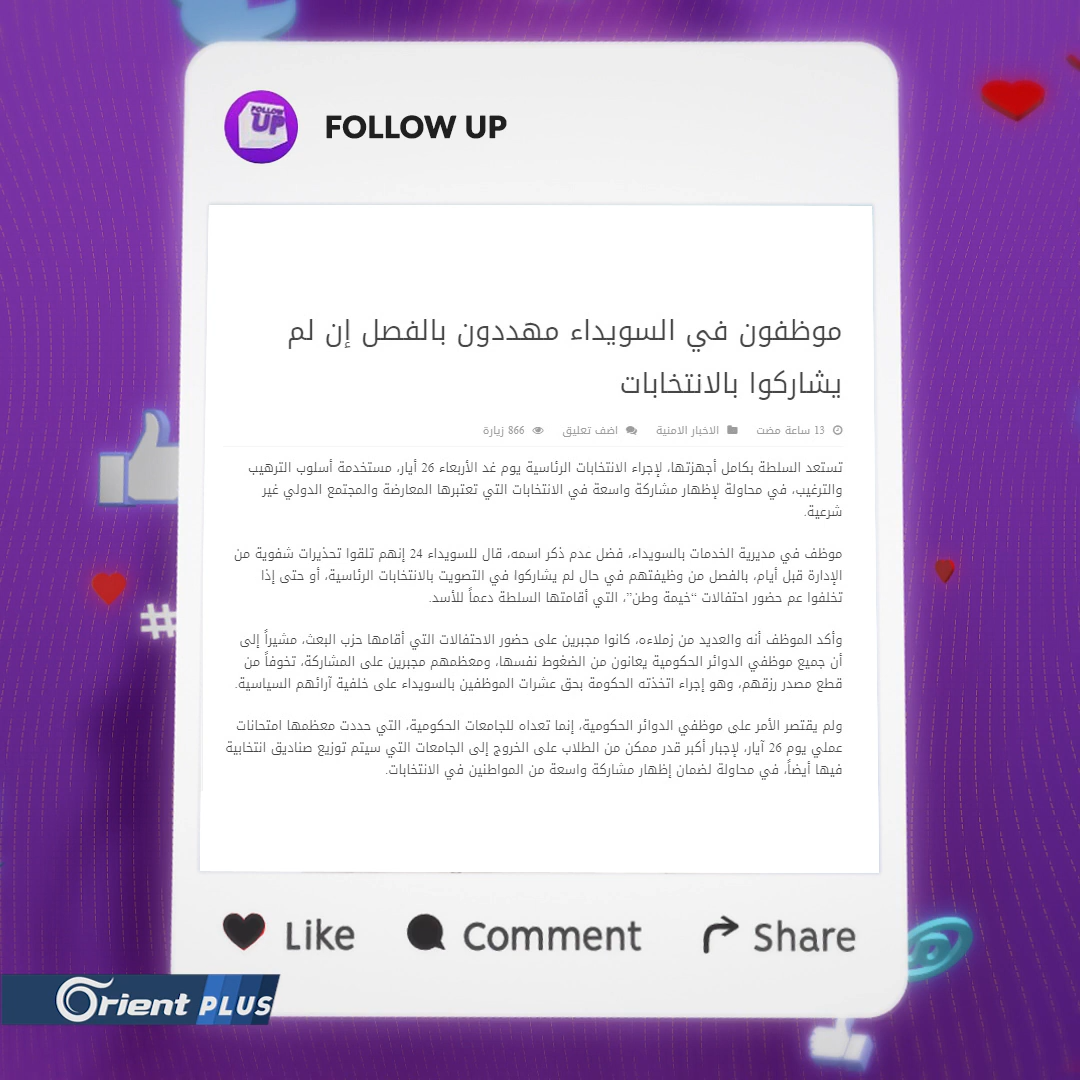 FOLLOW UP
FOLLOW UP
موظفون في السويداء مهددون بالفصل إن لم
يشاركوا بالانتخابات
13 ساعة مضت الاخبار الامنية اضف تعليق 866 زيارة
تستعد السلطة بكامل أجهزتها، لإجراء الانتخابات الرئاسية يوم غد الأربعاء 26 أيار، مستخدمة أسلوب الترهيب
والترغيب، في محاولة لإظهار مشاركة واسعة في الانتخابات التي تعتبرها المعارضة والمجتمع الدولي غير
شرعية.
موظف في مديرية الخدمات بالسويداء، فضل عدم ذكر اسمه، قال للسويداء 24 إنهم تلقوا تحذيرات شفوية من
الإدارة قبل أيام، بالفصل من وظيفتهم في حال لم يشاركوا في التصويت بالانتخابات الرئاسية، أو حتى إذا
تخلفوا عم حضور احتفالات “خيمة وطن”، التي أقامتها السلطة دعماً للأسد.
وأكد الموظف أنه والعديد من زملاءه، كانوا مجبرين على حضور الاحتفالات التي أقامها حزب البعث، مشيراً إلى
أن جميع موظفي الدوائر الحكومية يعانون من الضغوط نفسها، ومعظمهم مجبرين على المشاركة، تخوفاً من
قطع مصدر رزقهم، وهو إجراء اتخذته الحكومة بحق عشرات الموظفين بالسويداء على خلفية آرائهم السياسية.
ولم يقتصر الأمر على موظفي الدوائر الحكومية، إنما تعداه للجامعات الحكومية، التي حددت معظمها امتحانات
عملي يوم 26 آيار، لإجبار أكبر قدر ممكن من الطلاب على الخروج إلى الجامعات التي سيتم توزيع صناديق انتخابية
فيها أيضاً، في محاولة لضمان إظهار مشاركة واسعة من المواطنين في الانتخابات.
Like Comment Share
Orient PLUS
#